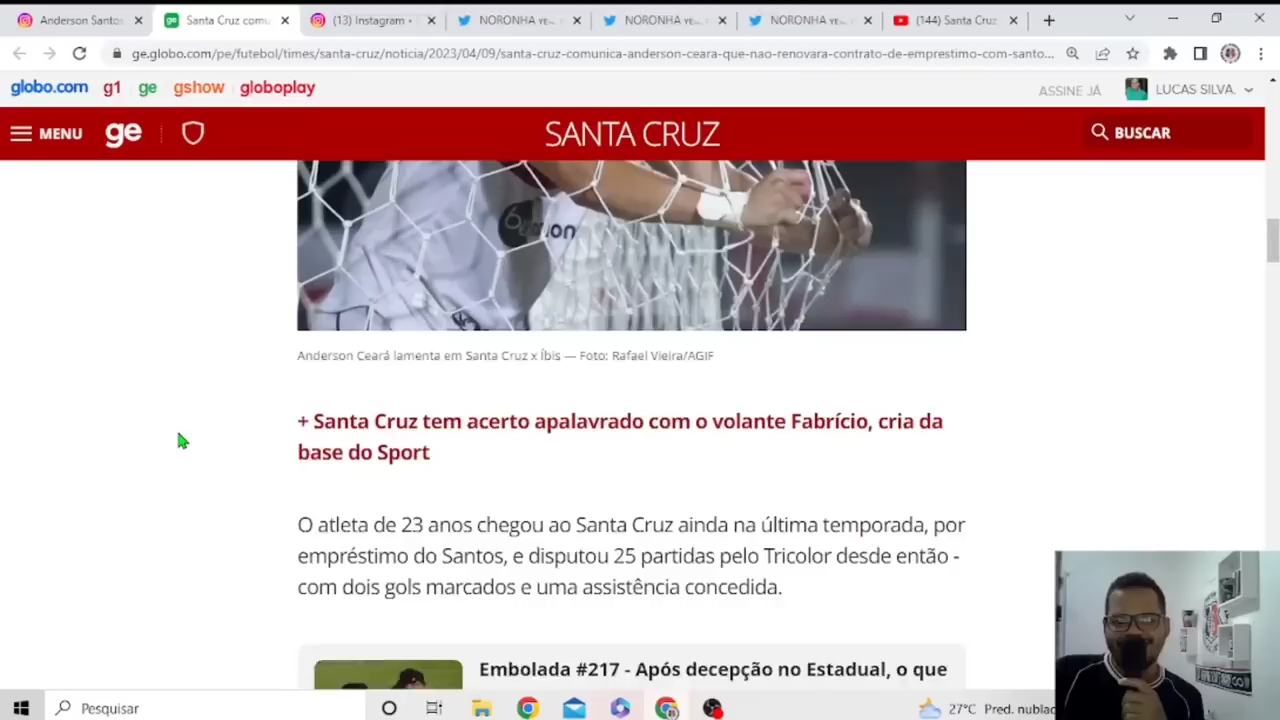 Anderson Santos
Santa Cruz comu
(13) Instagram •
NORONHA
NORONHA
NORONHA
(144) Santa Cruz
ge.globo.com/pe/futebol/times/santa-cruz/noticia/2023/04/09/santa-cruz-comunica-anderson-ceara-que-nao-renovara-contrato-de-emprestimo-com-santo...
globo.com g1 ge gshow globoplay
ASSINE JÁ
LUCAS SILVA.
MENU ge SANTA CRUZ BUSCAR
Anderson Ceará lamenta em Santa Cruz x Íbis — Foto: Rafael Vieira/AGIF
+ Santa Cruz tem acerto apalavrado com o volante Fabrício, cria da
base do Sport
O atleta de 23 anos chegou ao Santa Cruz ainda na última temporada, por
empréstimo do Santos, e disputou 25 partidas pelo Tricolor desde então -
com dois gols marcados e uma assistência concedida.
Embolada #217 - Após decepção no Estadual, o que
Pesquisar
27°C Pred. nublac